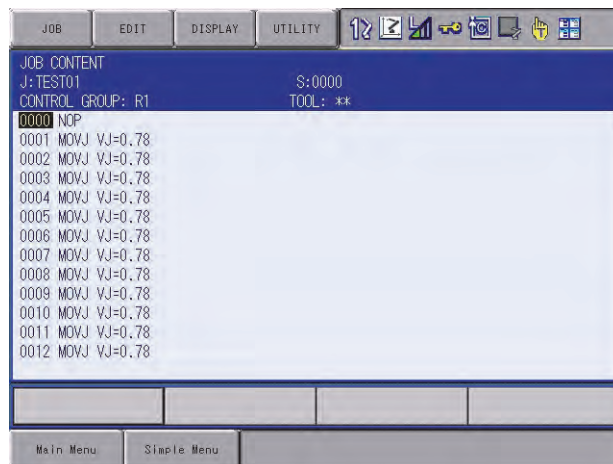 JOB EDIT DISPLAY UTILITY
JOB CONTENT
J:TEST01 S:0000
CONTROL GROUP: R1 TOOL: **
0000 NOP
0001 MOVJ VJ=0.78
0002 MOVJ VJ=0.78
0003 MOVJ VJ=0.78
0004 MOVJ VJ=0.78
0005 MOVJ VJ=0.78
0006 MOVJ VJ=0.78
0007 MOVJ VJ=0.78
0008 MOVJ VJ=0.78
0009 MOVJ VJ=0.78
0010 MOVJ VJ=0.78
0011 MOVJ VJ=0.78
0012 MOVJ VJ=0.78
Main Menu Simple Menu